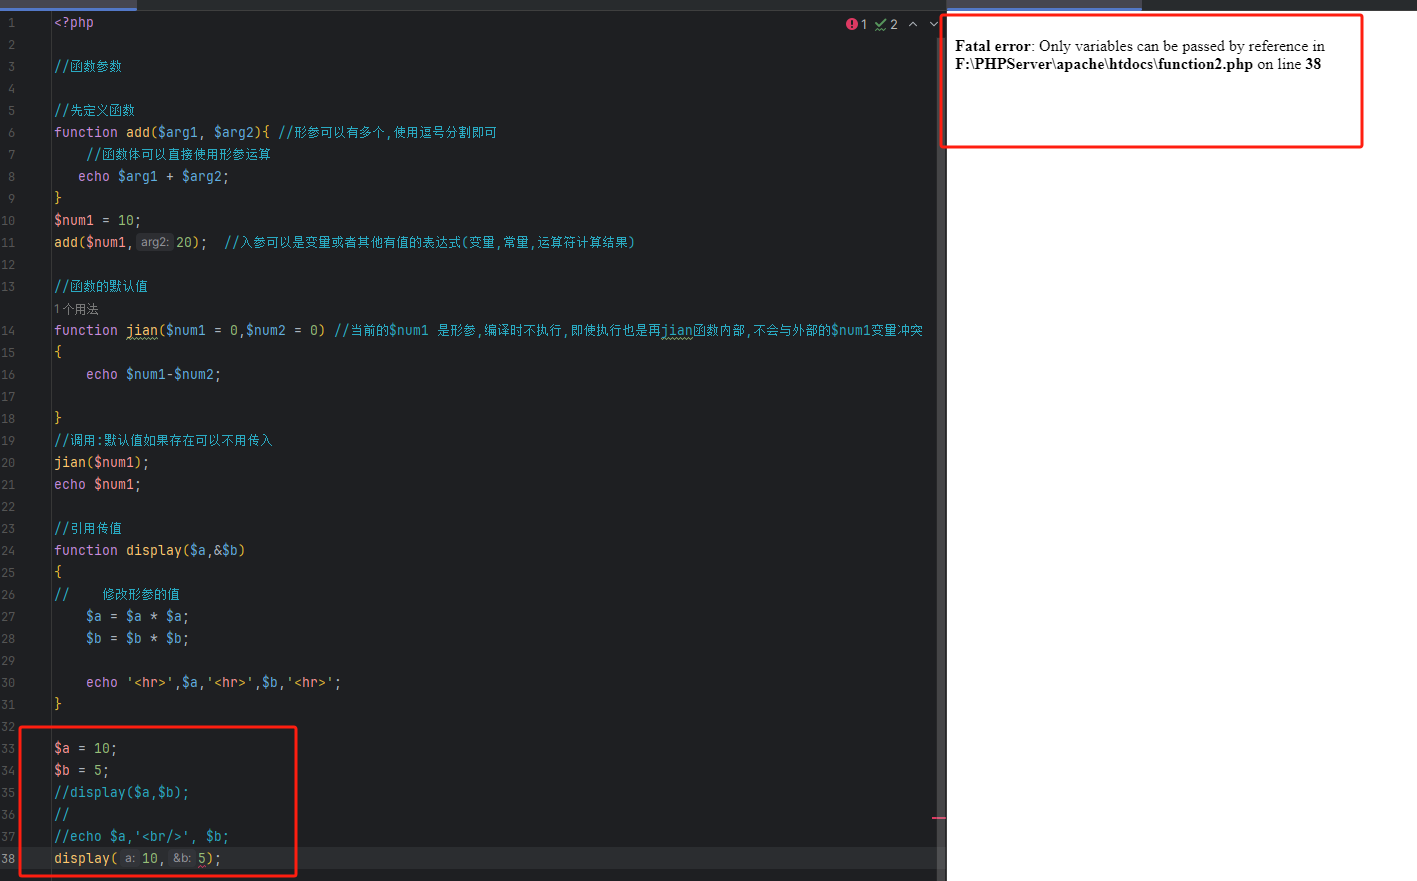 1 <?php
2
3 //函数参数
4
5 //先定义函数
6 function add($arg1, $arg2){ //形参可以有多个,使用逗号分割即可
7 //函数体可以直接使用形参运算
8 echo $arg1 + $arg2;
9 }
10 $num1 = 10;
11 add($num1, arg2: 20); //入参可以是变量或者其他有值的表达式(变量,常量,运算符计算结果)
12
13 //函数的默认值
1个用法
14 function jian($num1 = 0,$num2 = 0) //当前的$num1 是形参,编译时不执行,即使执行也是再jian函数内部,不会与外部的$num1变量冲突
15 {
16 echo $num1-$num2;
17
18 }
19 //调用:默认值如果存在可以不用传入
20 jian($num1);
21 echo $num1;
22
23 //引用传值
24 function display($a,&$b)
25 {
26 // 修改形参的值
27 $a = $a * $a;
28 $b = $b * $b;
29
30 echo '<hr>',$a,'<hr>',$b,'<hr>';
31 }
32
33 $a = 10;
34 $b = 5;
35 //display($a,$b);
36 //
37 //echo $a,'<br/>', $b;
38 display( a: 10, &b: 5);
1 2
Fatal error: Only variables can be passed by reference in
F:\PHPServer\apache\htdocs\function2.php on line 38